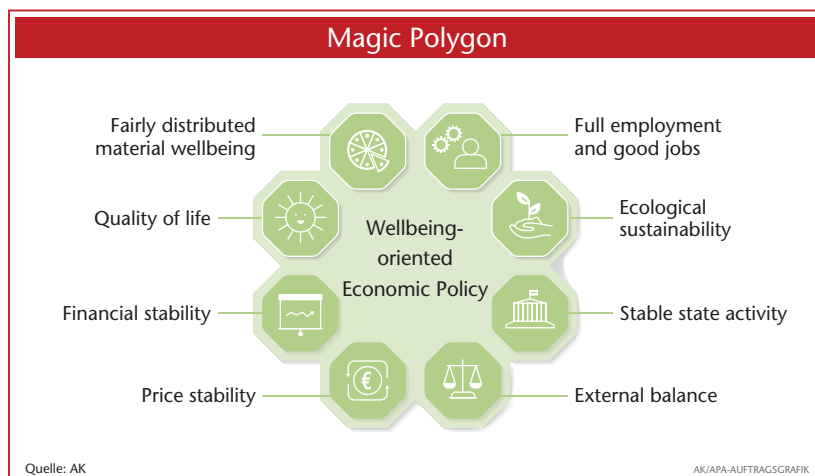 Magic Polygon
Fairly distributed
material wellbeing
Full employment
and good jobs
Quality of life
Ecological
sustainability
Wellbeing-
oriented
Economic Policy
Financial stability
Stable state activity
Price stability
€
External balance
Quelle: AK
AK/APA-AUFTRAGSGRAFIK